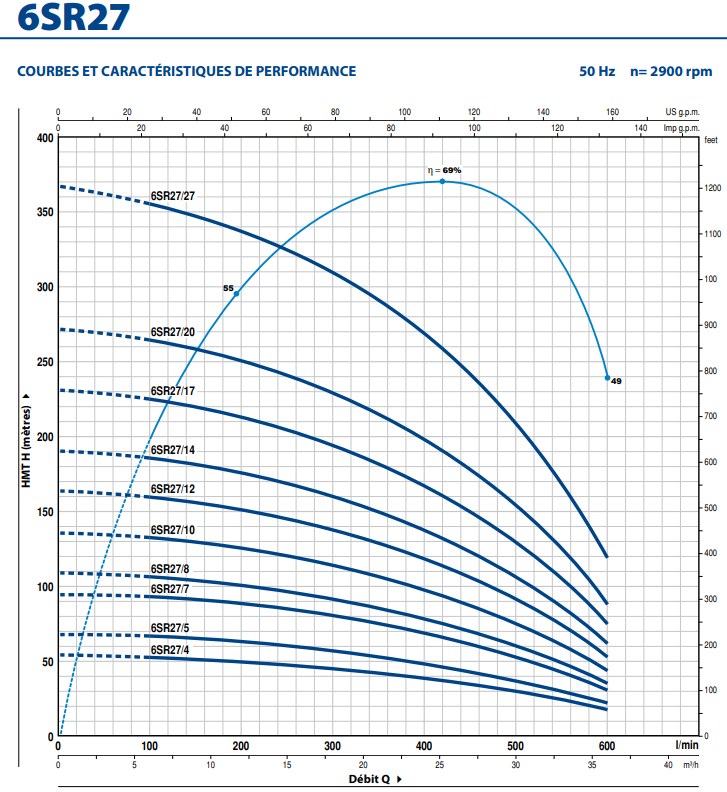 6SR27
COURBES ET CARACTÉRISTIQUES DE PERFORMANCE 50 Hz n= 2900 rpm
0 20 40 60 80 100 120 140 160 US g.p.m.
0 20 40 60 80 100 120 140 Imp g.p.m.
400 feet
η = 69%
6SR27/27 1200
350
1100
55 300 100
6SR27/20 900
250 800
49
6SR27/17 700
200
6SR27/14 600
6SR27/12 500
150
6SR27/10 400
6SR27/8
100 300
6SR27/7
6SR27/5 200
50 6SR27/4
100
0 0
HMT H (mètres)
0 100 200 300 400 500 600 l/min
0 5 10 15 20 25 30 35 40 m³/h
Débit Q